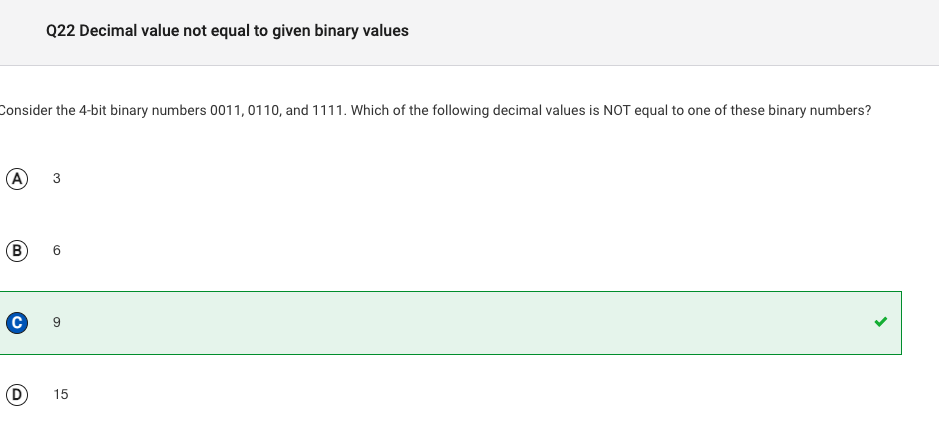 Q22 Decimal value not equal to given binary values
Consider the 4-bit binary numbers 0011, 0110, and 1111. Which of the following decimal values is NOT equal to one of these binary numbers?
A 3
B 6
C 9
D 15